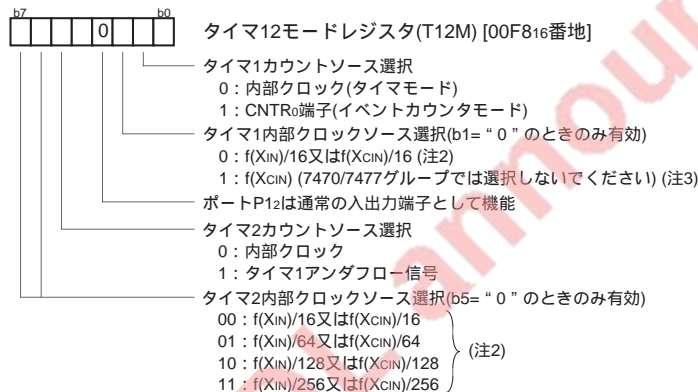 b7 b0
0
タイマ12モードレジスタ(T12M) [00F816番地]
タイマ1カウントソース選択
0：内部クロック(タイマモード)
1：CNTR0端子(イベントカウンタモード)
タイマ1内部クロックソース選択(b1= “ 0 ” のときのみ有効)
0：f(XIN)/16又はf(XCIN)/16 (注2)
1：f(XCIN) (7470/7477グループでは選択しないでください) (注3)
ポートP12は通常の入出力端子として機能
タイマ2カウントソース選択
0：内部クロック
1：タイマ1アンダフロー信号
タイマ2内部クロックソース選択(b5= “ 0 ” のときのみ有効)
00：f(XIN)/16又はf(XCIN)/16
01：f(XIN)/64又はf(XCIN)/64
10：f(XIN)/128又はf(XCIN)/128
11：f(XIN)/256又はf(XCIN)/256
(注2)